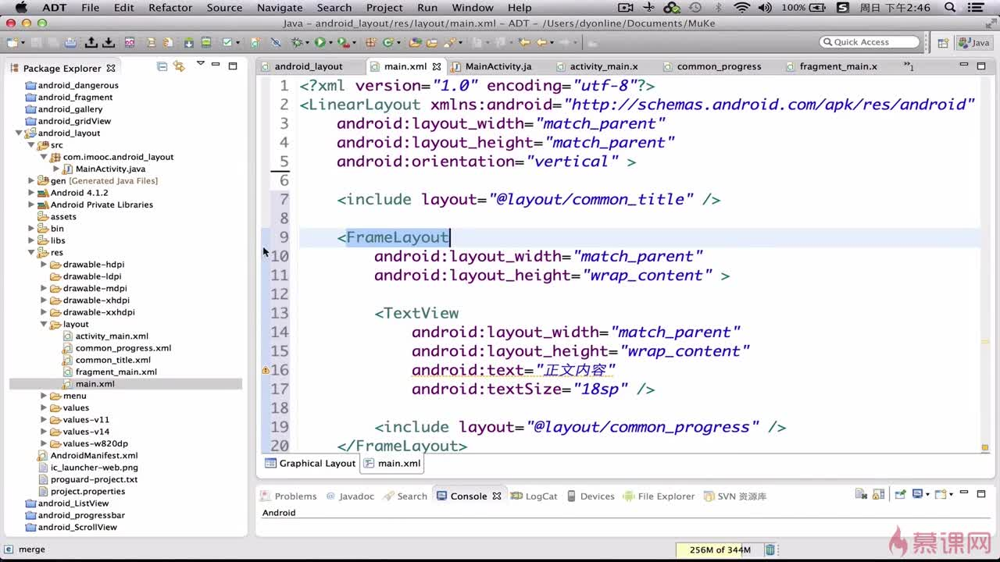 ADT File Edit Refactor Source Navigate Search Project Run Window Help 100% 周日 下午2:46
Java - android_layout/res/layout/main.xml - ADT - /Users/dyonline/Documents/MuKe
Quick Access Java
Package Explorer
android_dangerous
android_fragment
android_gallery
android_gridView
android_layout
src
com.imooc.android_layout
MainActivity.java
gen [Generated Java Files]
Android 4.1.2
Android Private Libraries
assets
bin
libs
res
drawable-hdpi
drawable-ldpi
drawable-mdpi
drawable-xhdpi
drawable-xxhdpi
layout
activity_main.xml
common_progress.xml
common_title.xml
fragment_main.xml
main.xml
menu
values
values-v11
values-v14
values-w820dp
AndroidManifest.xml
ic_launcher-web.png
proguard-project.txt
project.properties
android_ListView
android_progressbar
android_ScrollView
android_layout main.xml MainActivity.ja activity_main.x common_progress fragment_main.x »1
1 <?xml version="1.0" encoding="utf-8"?>
2 <LinearLayout xmlns:android="http://schemas.android.com/apk/res/android"
3 android:layout_width="match_parent"
4 android:layout_height="match_parent"
5 android:orientation="vertical" >
6
7 <include layout="@layout/common_title" />
8
9 <FrameLayout
10 android:layout_width="match_parent"
11 android:layout_height="wrap_content" >
12
13 <TextView
14 android:layout_width="match_parent"
15 android:layout_height="wrap_content"
16 android:text="正文内容"
17 android:textSize="18sp" />
18
19 <include layout="@layout/common_progress" />
20 </FrameLayout>
Graphical Layout main.xml
Problems Javadoc Search Console LogCat Devices File Explorer SVN 资源库
Android
merge
256M of 344M
慕课网